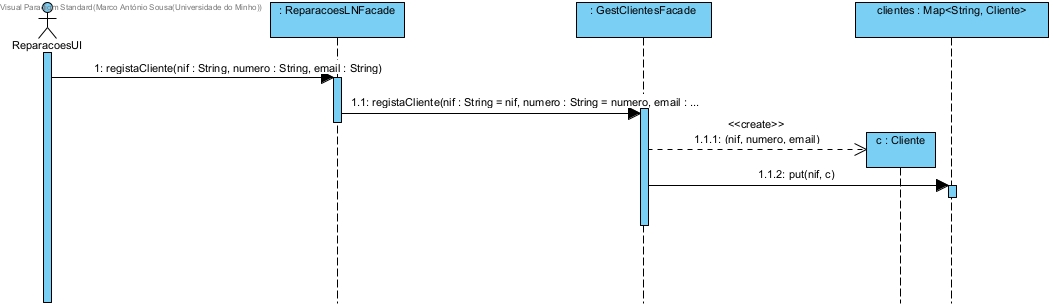 Visual Paradigm Standard(Marco António Sousa(Universidade do Minho))
: ReparacoesLNFacade
: GestClientesFacade
clientes : Map<String, Cliente>
ReparacoesUI
1: registaCliente(nif : String, numero : String, email : String)
1.1: registaCliente(nif : String = nif, numero : String = numero, email : ...
<<create>>
1.1.1: (nif, numero, email)
c : Cliente
1.1.2: put(nif, c)